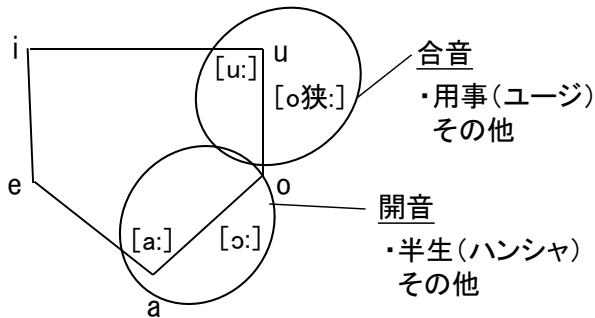 i
u
[u:]
[o狭:]
合音
・用事(ユージ)
その他
e
o
開音
[a:]
[ɔ:]
・半生(ハンシャ)
その他
a